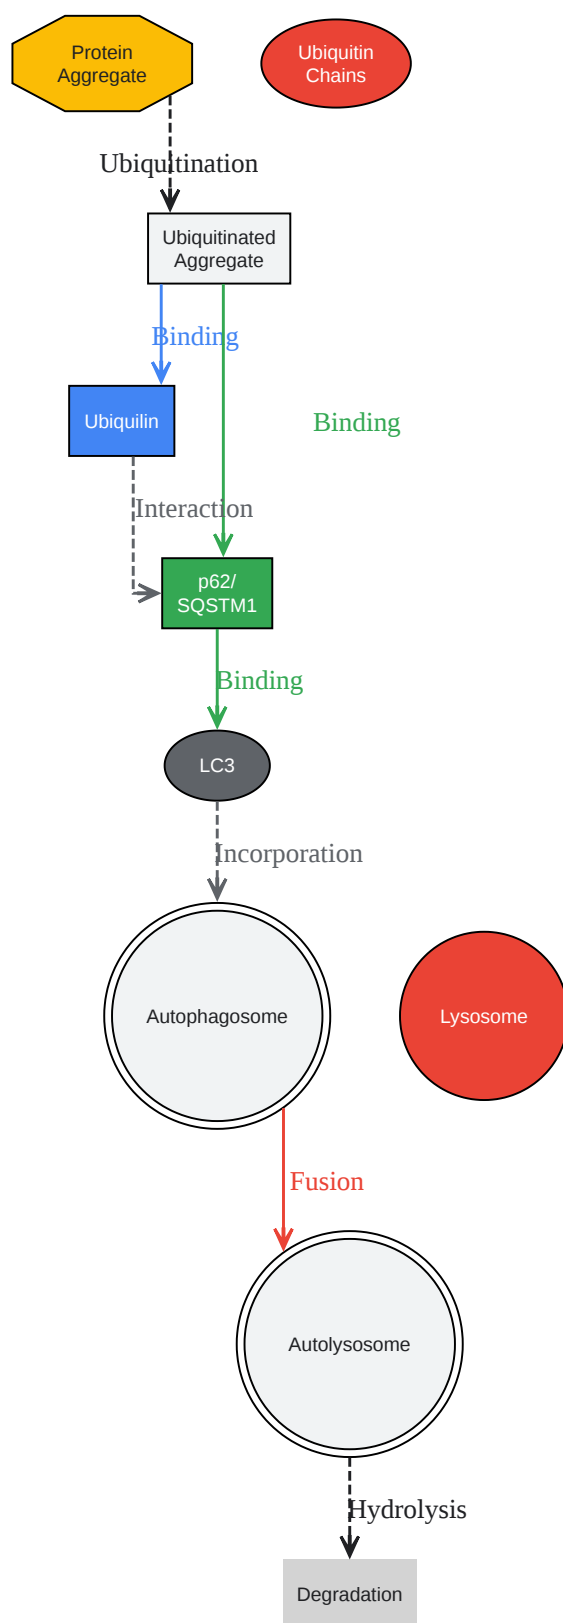 Protein
Aggregate
Ubiquitin
Chains
Ubiquitination
Ubiquitinated
Aggregate
Binding
Ubiquilin
Binding
Interaction
p62/
SQSTM1
Binding
LC3
Incorporation
Autophagosome
Lysosome
Fusion
Autolysosome
Hydrolysis
Degradation